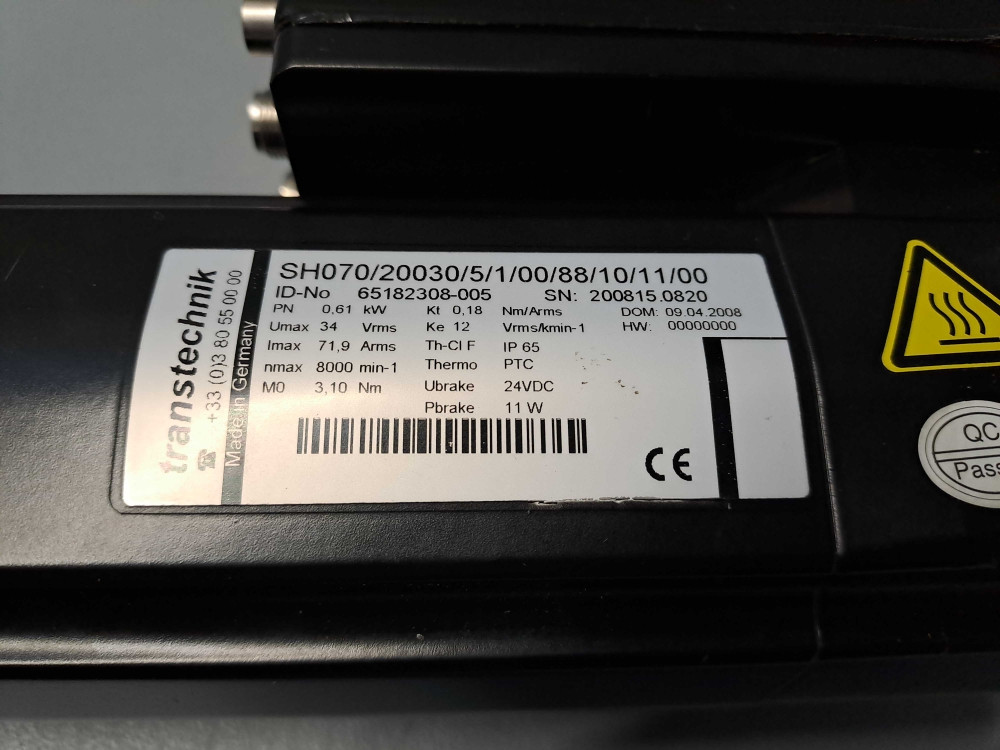 transtechnik
☎ +33 (0)3 80 55 00 00
Made in Germany
SH070/20030/5/1/00/88/10/11/00
ID-No 65182308-005 SN: 200815.0820
PN 0,61 kW Kt 0,18 Nm/Arms DOM: 09.04.2008
Umax 34 Vrms Ke 12 Vrms/kmin-1 HW: 00000000
Imax 71,9 Arms Th-Cl F IP 65
nmax 8000 min-1 Thermo PTC
M0 3,10 Nm Ubrake 24VDC
Pbrake 11 W
CE
QC
Pass